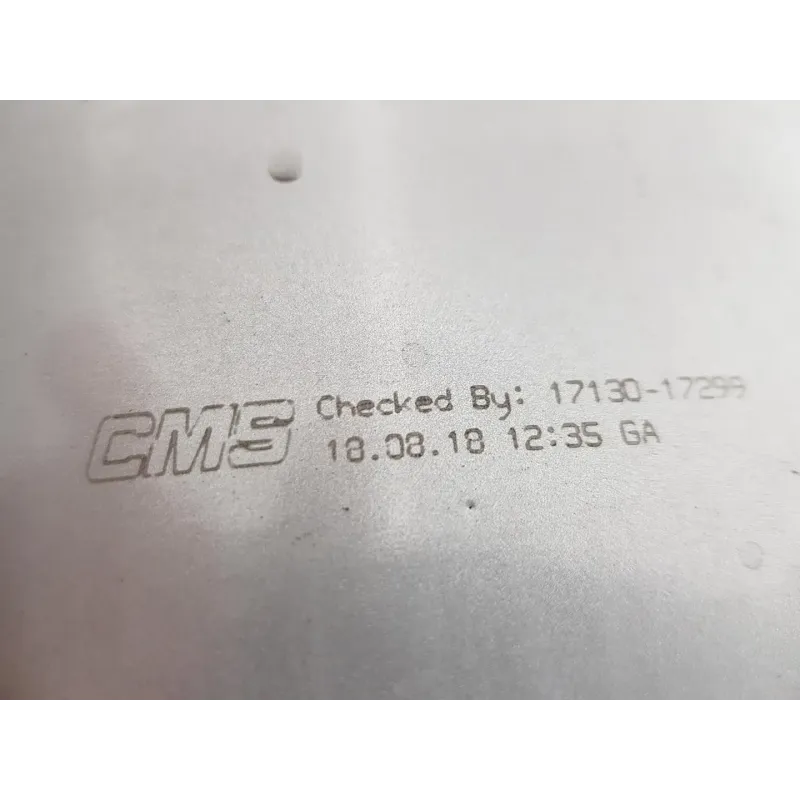 CMS
Checked By: 17130-17299
18.08.18 12:35 GA